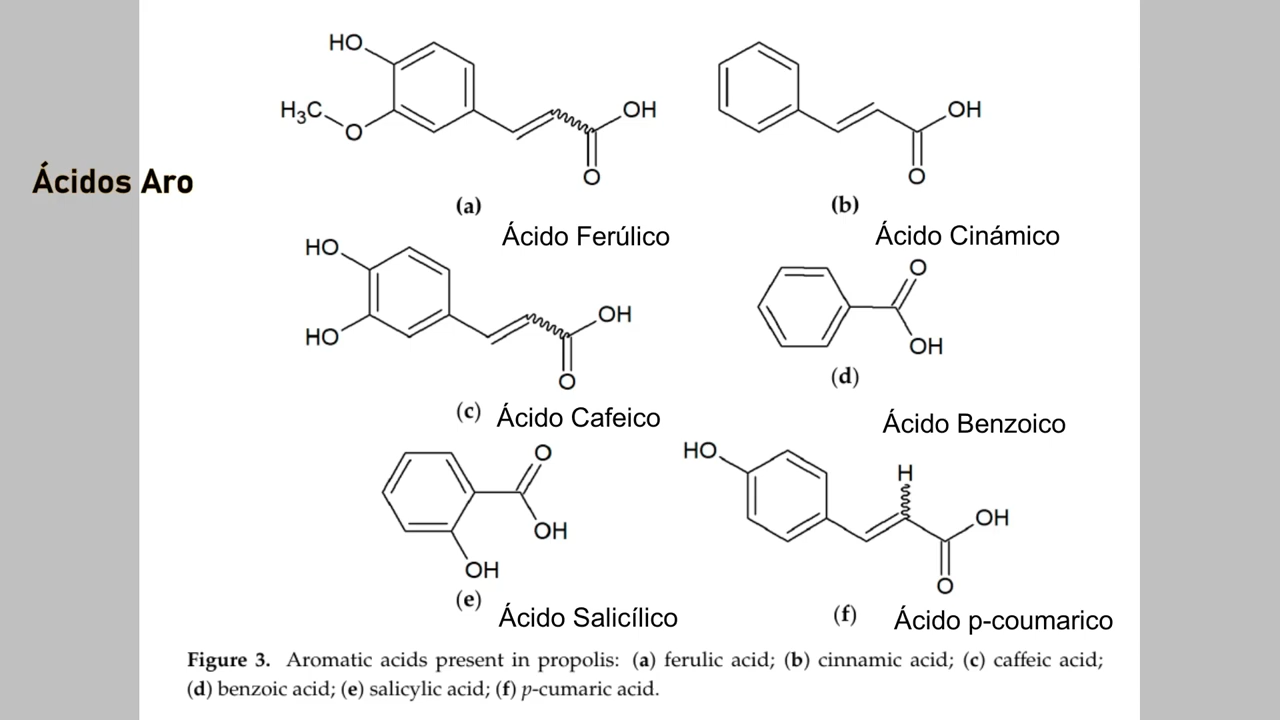 HO
H₃C
O
OH
O
(a)
OH
O
(b)
Ácidos Aro
Ácido Ferúlico
Ácido Cinámico
HO
HO
OH
O
(c)
Ácido Cafeico
O
OH
(d)
Ácido Benzoico
O
OH
OH
(e)
Ácido Salicílico
HO
H
OH
O
(f)
Ácido p-coumarico
Figure 3. Aromatic acids present in propolis: (a) ferulic acid; (b) cinnamic acid; (c) caffeic acid;
(d) benzoic acid; (e) salicylic acid; (f) p-cumaric acid.